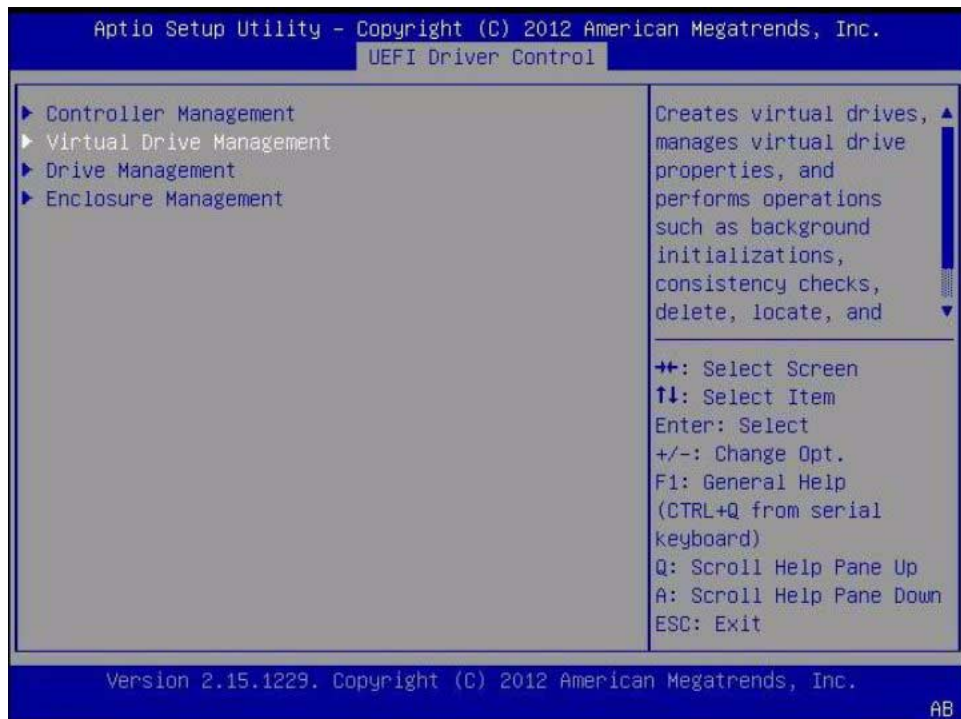 Aptio Setup Utility – Copyright (C) 2012 American Megatrends, Inc.
UEFI Driver Control
Controller Management
Virtual Drive Management
Drive Management
Enclosure Management
Creates virtual drives,
manages virtual drive
properties, and
performs operations
such as background
initializations,
consistency checks,
delete, locate, and
→←: Select Screen
↑↓: Select Item
Enter: Select
+/-: Change Opt.
F1: General Help
(CTRL+Q from serial
keyboard)
Q: Scroll Help Pane Up
A: Scroll Help Pane Down
ESC: Exit
Version 2.15.1229. Copyright (C) 2012 American Megatrends, Inc.
AB